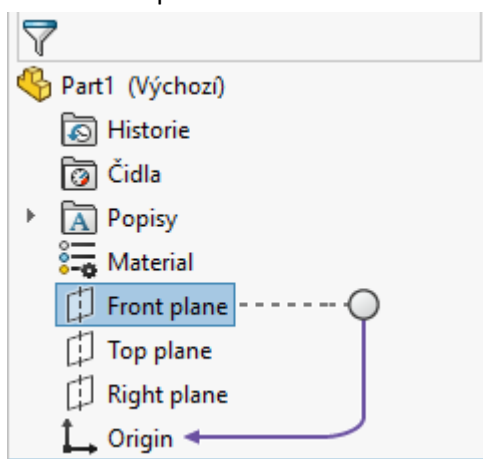 Part1 (Výchozí)
Historie
Čidla
Popisy
Material
Front plane
Top plane
Right plane
Origin